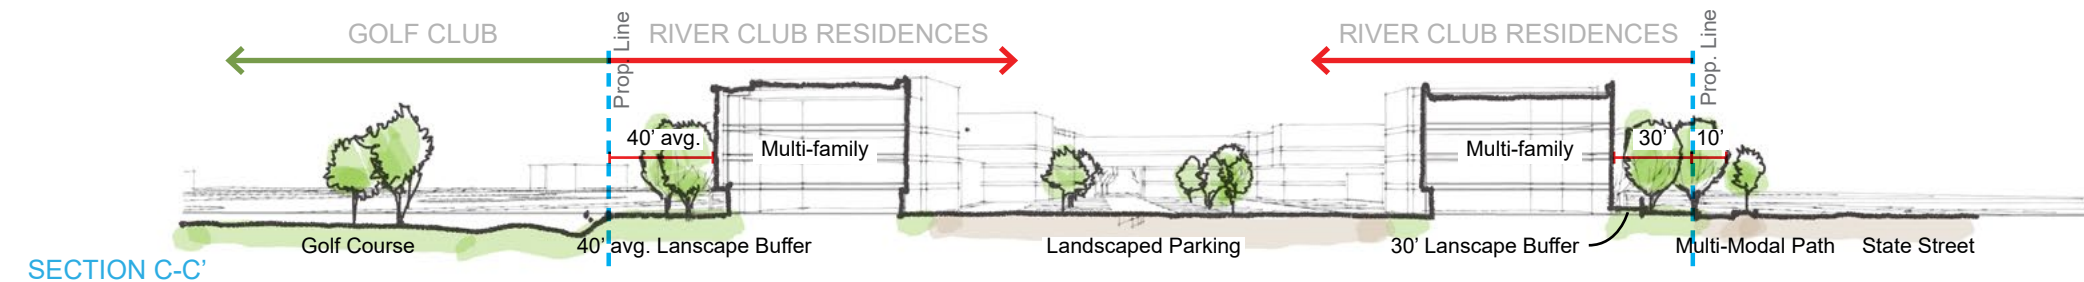 GOLF CLUB
Prop. Line
RIVER CLUB RESIDENCES
RIVER CLUB RESIDENCES
Prop. Line
40’ avg.
Multi-family
Multi-family
30’
10’
Golf Course
40’ avg. Lanscape Buffer
Landscaped Parking
30’ Lanscape Buffer
Multi-Modal Path
State Street
SECTION C-C’